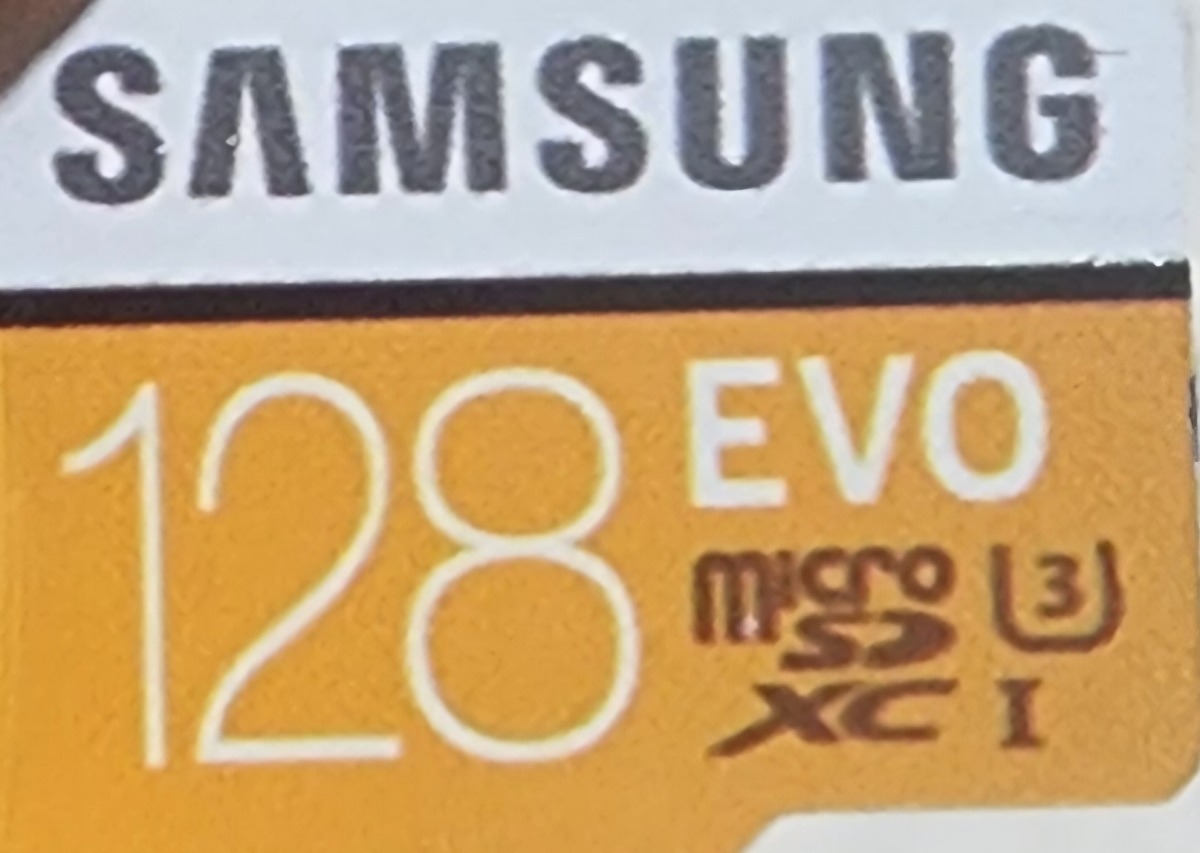 SAMSUNG
128 EVO
micro
SD
XC I
3